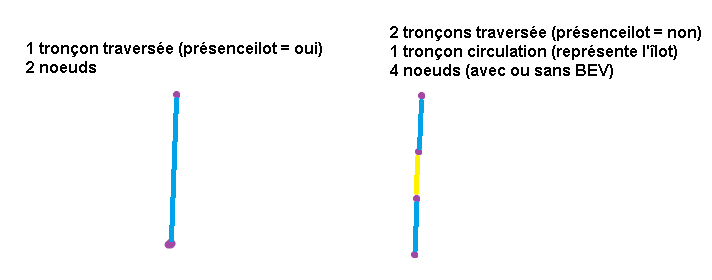 1 tronçon traversée (présenceilot = oui)
2 noeuds
2 tronçons traversée (présenceilot = non)
1 tronçon circulation (représente l'îlot)
4 noeuds (avec ou sans BEV)